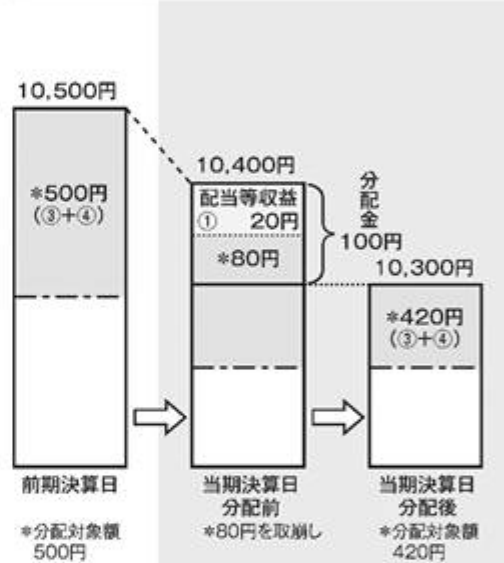 10,500円
*500円
(③+④)
前期決算日
*分配対象額
500円
10,400円
配当等収益
① 20円
*80円
分配金
100円
当期決算日
分配前
*80円を取崩し
10,300円
*420円
(③+④)
当期決算日
分配後
*分配対象額
420円